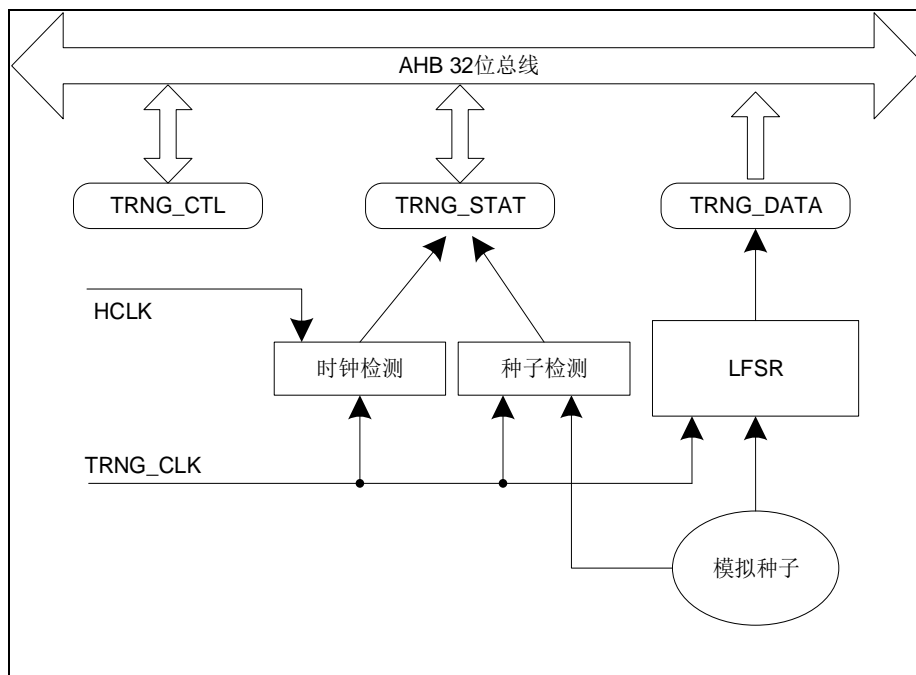 AHB 32位总线
TRNG_CTL
TRNG_STAT
TRNG_DATA
HCLK
时钟检测
种子检测
LFSR
TRNG_CLK
模拟种子